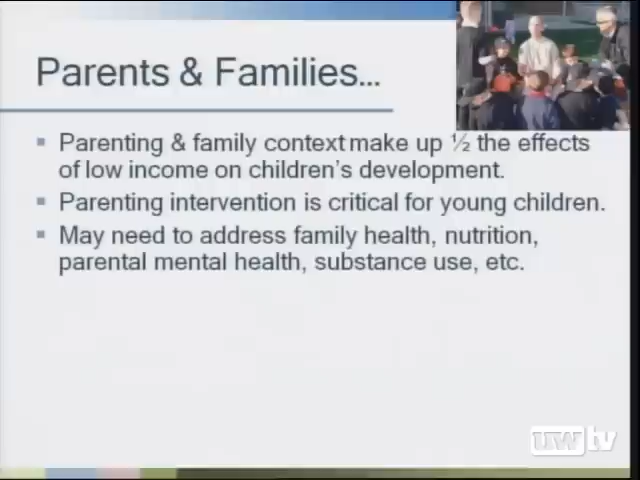 Parents & Families...
Parenting & family context make up ½ the effects
of low income on children's development.
Parenting intervention is critical for young children.
May need to address family health, nutrition,
parental mental health, substance use, etc.
uwtv